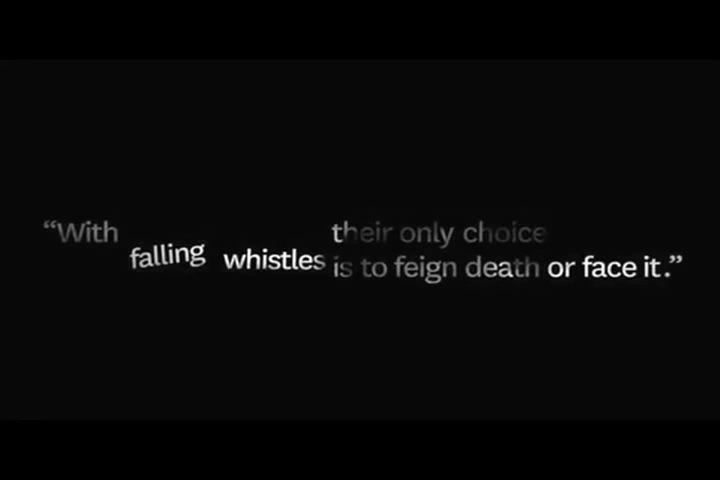 “With falling whistles their only choice
is to feign death or face it.”